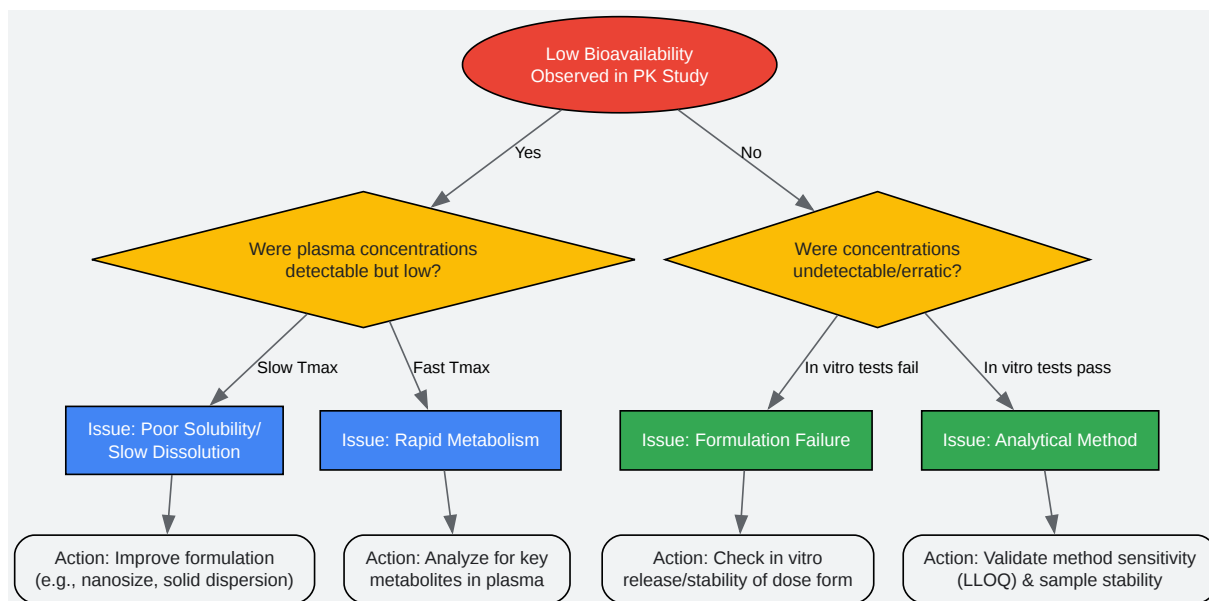 Low Bioavailability
Observed in PK Study
Yes
No
Were plasma concentrations
detectable but low?
Were concentrations
undetectable/erratic?
Slow Tmax
Fast Tmax
In vitro tests fail
In vitro tests pass
Issue: Poor Solubility/
Slow Dissolution
Issue: Rapid Metabolism
Issue: Formulation Failure
Issue: Analytical Method
Action: Improve formulation
(e.g., nanosize, solid dispersion)
Action: Analyze for key
metabolites in plasma
Action: Check in vitro
release/stability of dose form
Action: Validate method sensitivity
(LLOQ) & sample stability